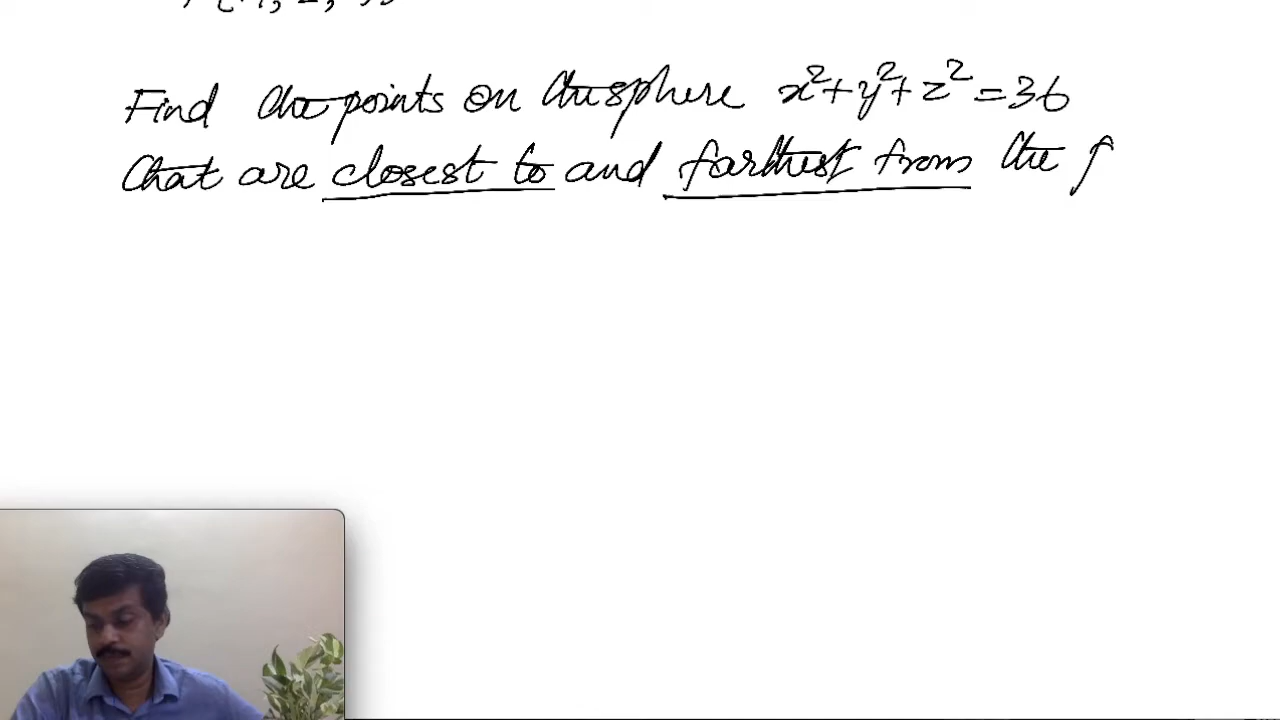 Find the points on the sphere x²+y²+z²=36
that are closest to and farthest from the p